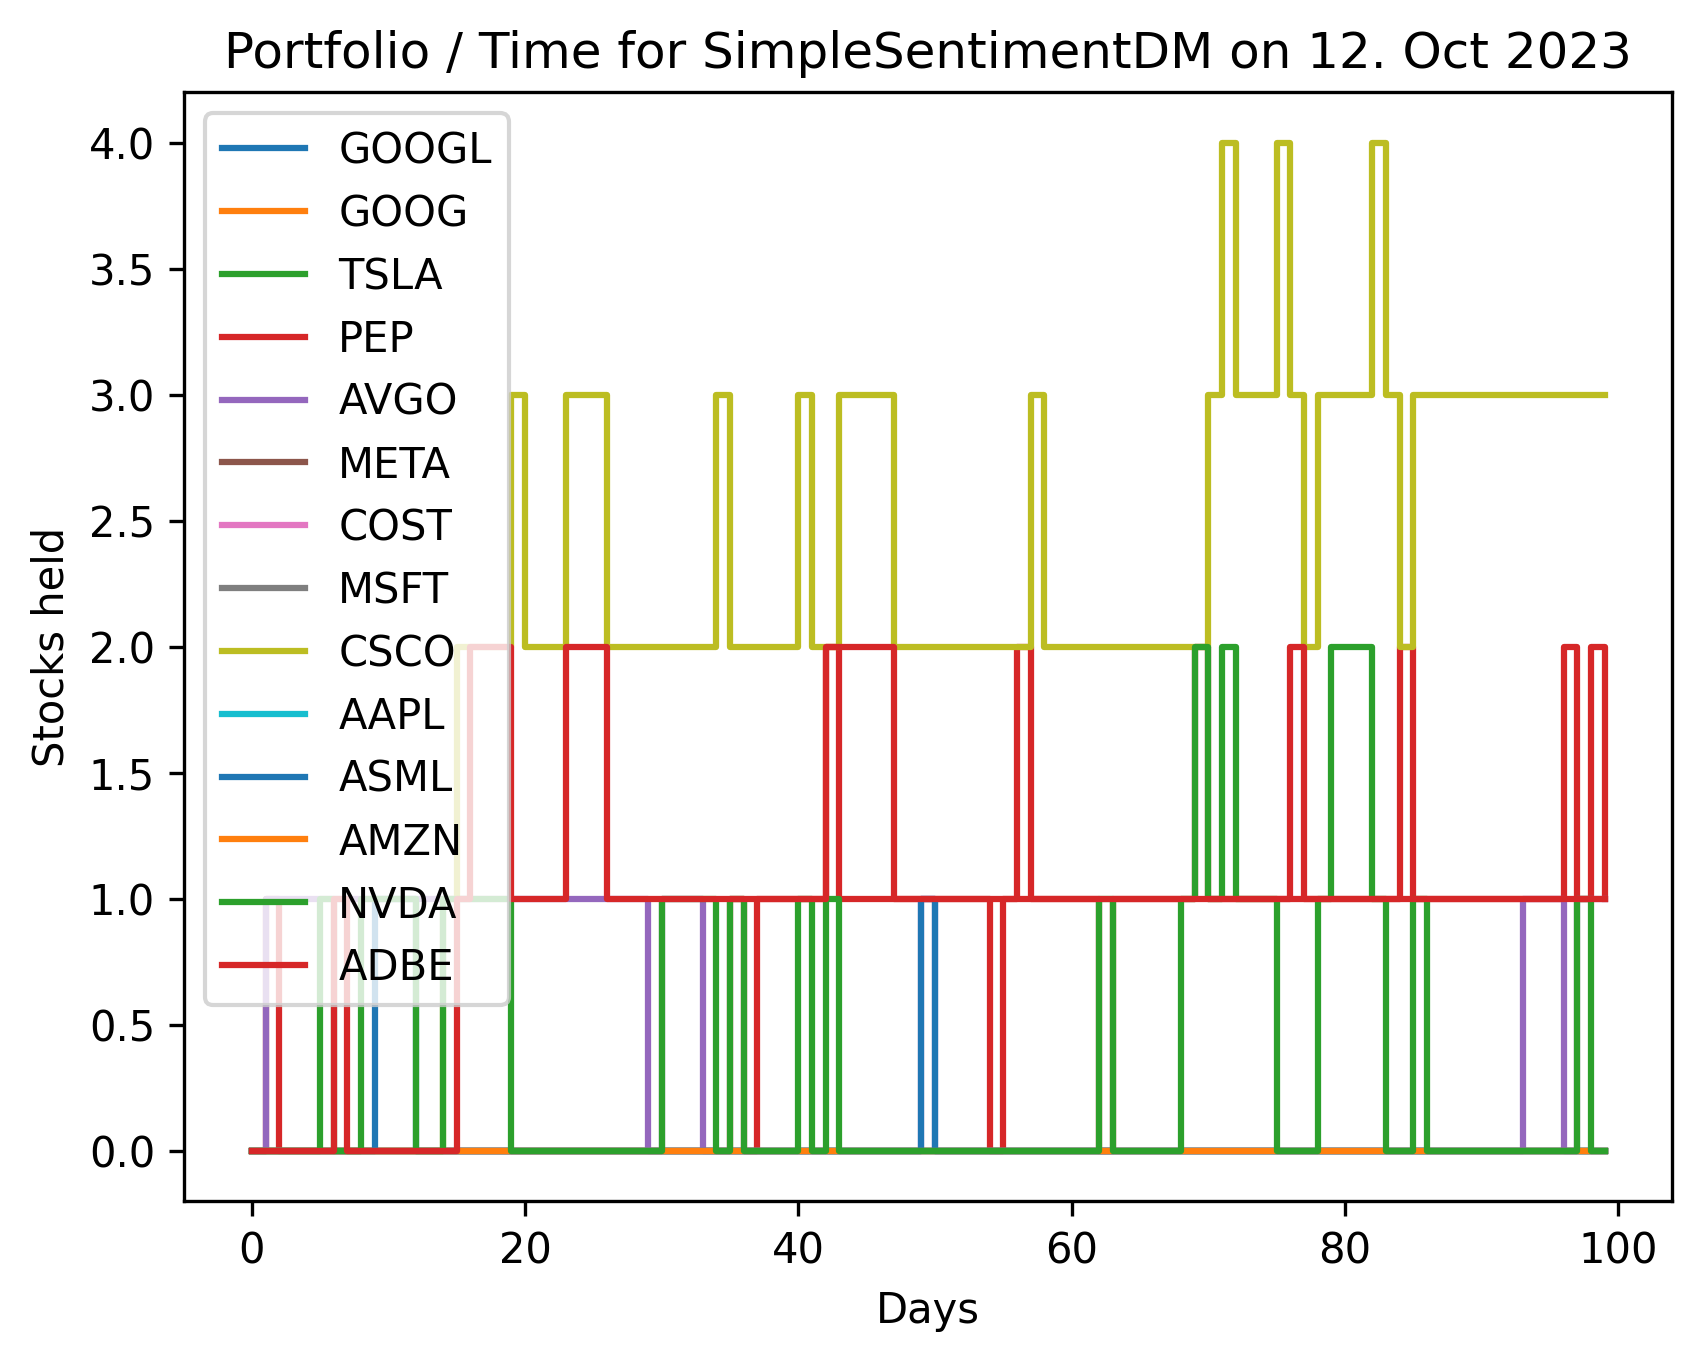 Portfolio / Time for SimpleSentimentDM on 12. Oct 2023
GOOGL
GOOG
TSLA
PEP
AVGO
META
COST
MSFT
CSCO
AAPL
ASML
AMZN
NVDA
ADBE
4.0
3.5
3.0
2.5
2.0
1.5
1.0
0.5
0.0
Stocks held
0 20 40 60 80 100
Days